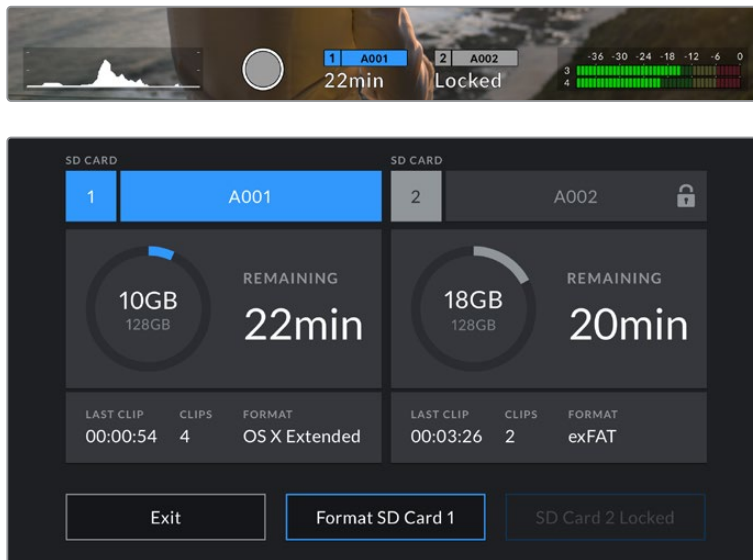 -36 -30 -24 -18 -12 -6 0
1 A001 2 A002
22min Locked
3
4
SD CARD SD CARD
1 A001 2 A002
10GB REMAINING 18GB REMAINING
128GB 22min 128GB 20min
LAST CLIP CLIPS FORMAT LAST CLIP CLIPS FORMAT
00:00:54 4 OS X Extended 00:03:26 2 exFAT
Exit Format SD Card 1 SD Card 2 Locked